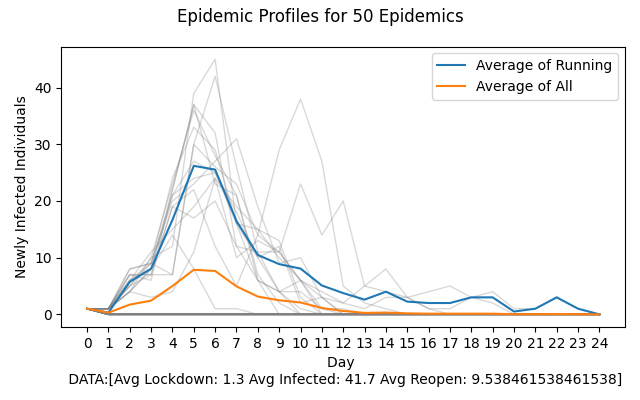 Epidemic Profiles for 50 Epidemics
Average of Running
Average of All
Newly Infected Individuals
40
30
20
10
0
0 1 2 3 4 5 6 7 8 9 10 11 12 13 14 15 16 17 18 19 20 21 22 23 24
Day
DATA:[Avg Lockdown: 1.3 Avg Infected: 41.7 Avg Reopen: 9.538461538461538]